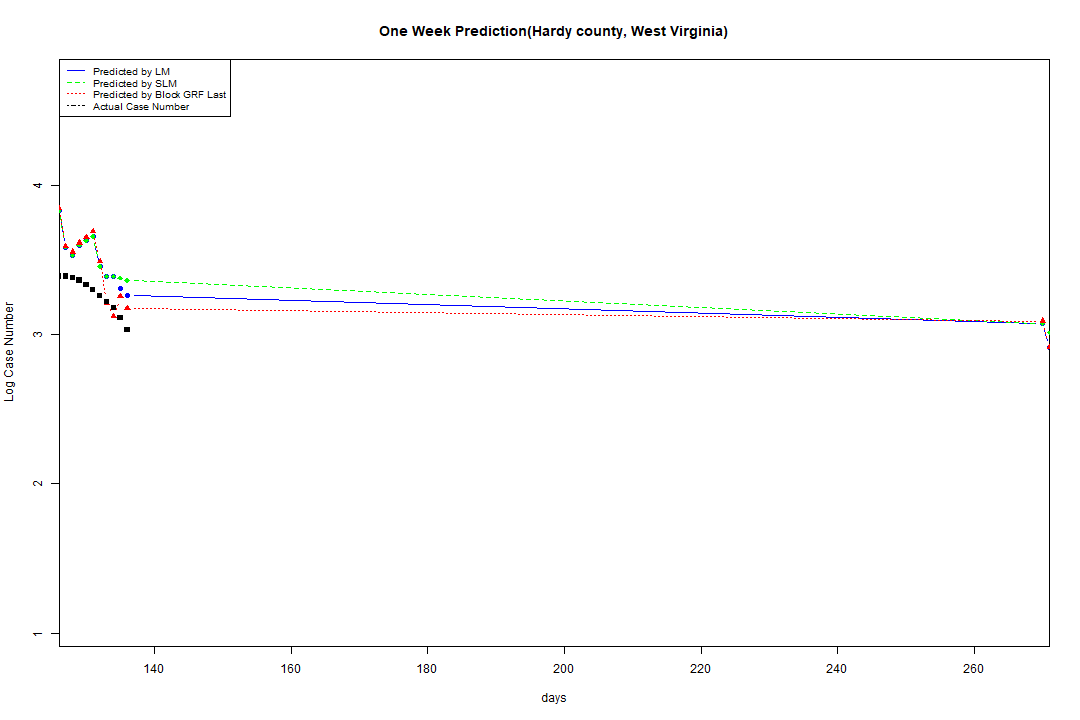 One Week Prediction(Hardy county, West Virginia)
Predicted by LM
Predicted by SLM
Predicted by Block GRF Last
Actual Case Number
4
3
2
1
Log Case Number
140 160 180 200 220 240 260
days